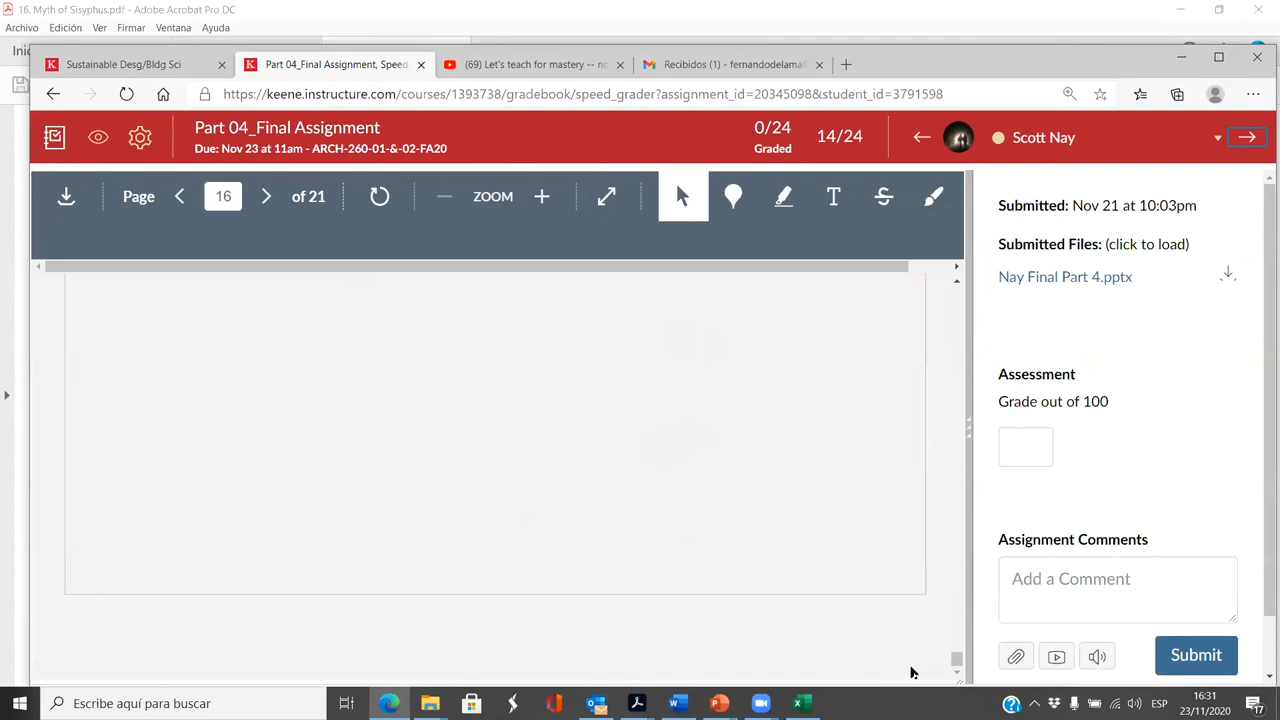 16. Myth of Sisyphus.pdf - Adobe Acrobat Pro DC
Archivo Edición Ver Firmar Ventana Ayuda
Inic
Sustainable Desg/Bldg Sci
Part 04_Final Assignment, Speed
(69) Let's teach for mastery -- no
Recibidos (1) - fernandodelama@
https://keene.instructure.com/courses/1393738/gradebook/speed_grader?assignment_id=20345098&student_id=3791598
Part 04_Final Assignment
Due: Nov 23 at 11am - ARCH-260-01-&-02-FA20
0/24
Graded
14/24
Scott Nay
Page 16 of 21
ZOOM
T
Submitted: Nov 21 at 10:03pm
Submitted Files: (click to load)
Nay Final Part 4.pptx
Assessment
Grade out of 100
Assignment Comments
Add a Comment
Submit
Escribe aquí para buscar
ESP
16:31
23/11/2020
17